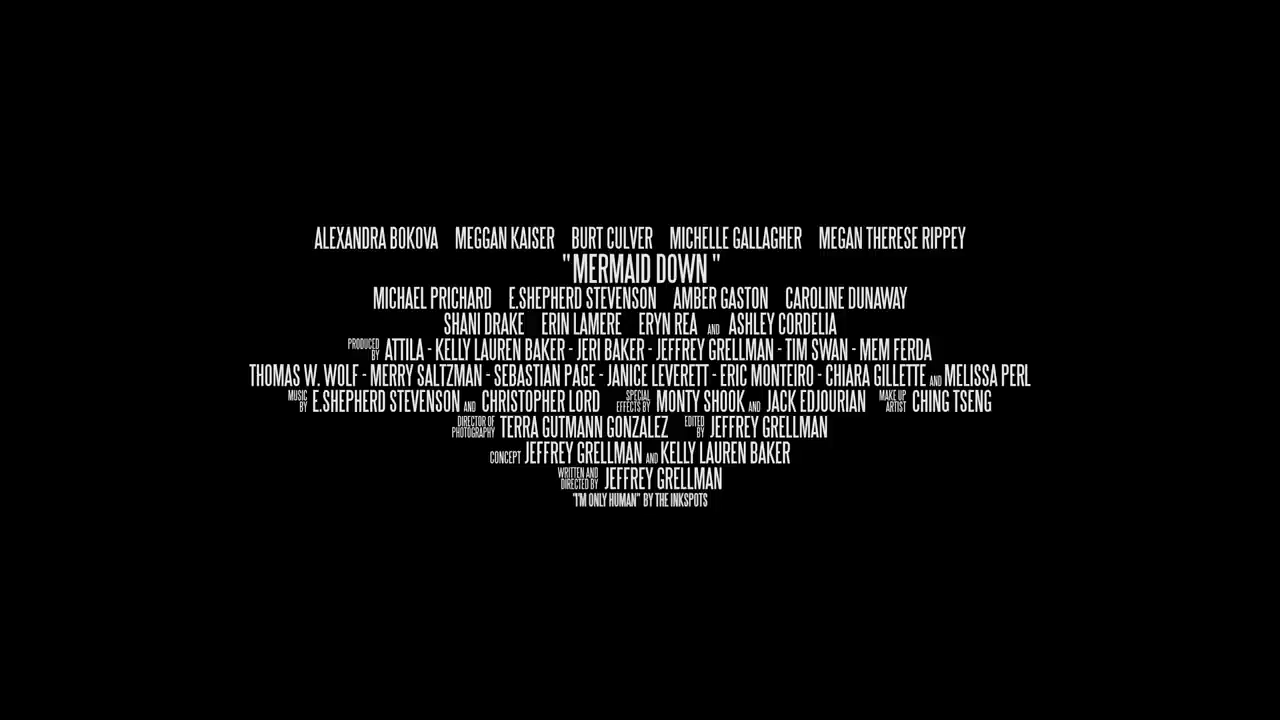 ALEXANDRA BOKOVA MEGGAN KAISER BURT CULVER MICHELLE GALLAGHER MEGAN THERESE RIPPEY
"MERMAID DOWN"
MICHAEL PRICHARD E.SHEPHERD STEVENSON AMBER GASTON CAROLINE DUNAWAY
SHANI DRAKE ERIN LAMERE ERYN REA AND ASHLEY CORDELIA
PRODUCED BY ATTILA - KELLY LAUREN BAKER - JERI BAKER - JEFFREY GRELLMAN - TIM SWAN - MEM FERDA
THOMAS W. WOLF - MERRY SALTZMAN - SEBASTIAN PAGE - JANICE LEVERETT - ERIC MONTEIRO - CHIARA GILLETTE AND MELISSA PERL
MUSIC BY E.SHEPHERD STEVENSON AND CHRISTOPHER LORD SPECIAL EFFECTS BY MONTY SHOOK AND JACK EDJOURIAN MAKE UP ARTIST CHING TSENG
DIRECTOR OF PHOTOGRAPHY TERRA GUTMANN GONZALEZ EDITED BY JEFFREY GRELLMAN
CONCEPT JEFFREY GRELLMAN AND KELLY LAUREN BAKER
WRITTEN AND DIRECTED BY JEFFREY GRELLMAN
"I'M ONLY HUMAN" BY THE INKSPOTS